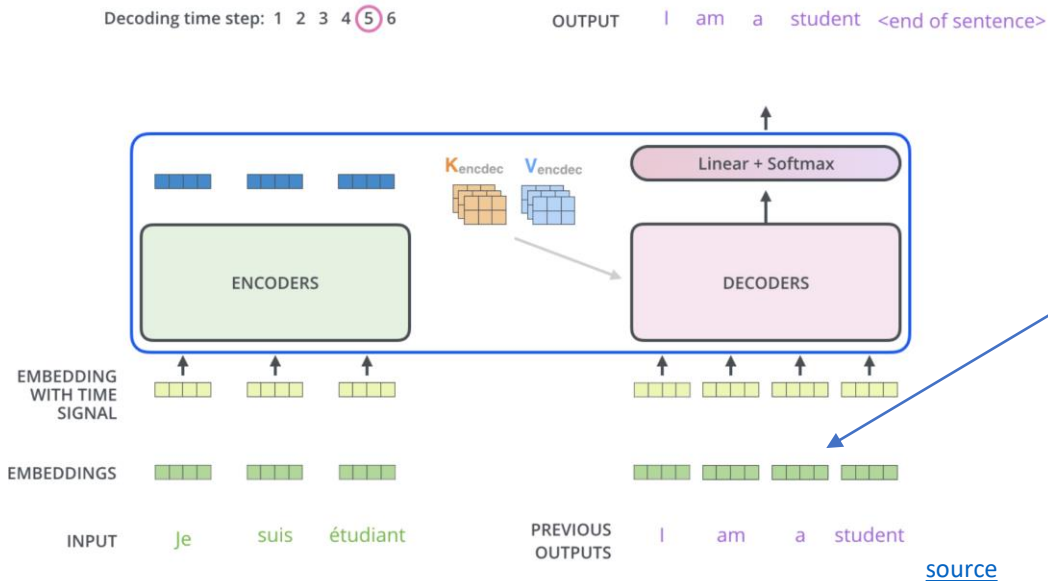 Decoding time step: 1 2 3 4 5 6
OUTPUT I am a student <end of sentence>
Kencdec Vencdec
Linear + Softmax
ENCODERS
DECODERS
EMBEDDING
WITH TIME
SIGNAL
EMBEDDINGS
INPUT Je suis étudiant
PREVIOUS
OUTPUTS
I am a student
source